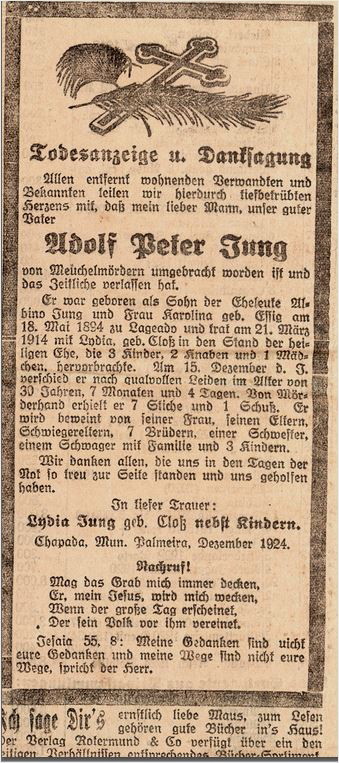 Todesanzeige u. Danksagung
Allen entfernt wohnenden Verwandten und
Bekannten teilen wir hierdurch tiefbetrübten
Herzens mit, daß mein lieber Mann, unser guter
Vater
Adolf Peter Jung
von Meuchelmördern umgebracht worden ist und
das Zeitliche verlassen hat.
Er war geboren als Sohn der Eheleute Al-
bino Jung und Frau Karolina geb. Essig am
18. Mai 1894 zu Lageado und trat am 21. März
1914 mit Lydia, geb. Cloß in den Stand der hei-
ligen Ehe, die 3 Kinder, 2 Knaben und 1 Mäd-
chen, hervorbrachte. Am 15. Dezember d. J.
verschied er nach qualvollen Leiden im Alter von
30 Jahren, 7 Monaten und 4 Tagen. Von Mör-
derhand erhielt er 7 Stiche und 1 Schuß. Er
wird beweint von seiner Frau, seinen Eltern,
Schwiegereltern, 7 Brüdern, einer Schwester,
einem Schwager mit Familie und 3 Kindern.
Wir danken allen, die uns in den Tagen der
Not so treu zur Seite standen und uns geholfen
haben.
In tiefer Trauer:
Lydia Jung geb. Cloß nebst Kindern.
Chapada, Mun. Palmeira, Dezember 1924.
Nachruf!
Mag das Grab mich immer decken,
Er, mein Jesus, wird mich wecken,
Wenn der große Tag erscheinet,
Der sein Volk vor ihm vereinet.
Jesaia 55, 8: Meine Gedanken sind nicht
eure Gedanken und meine Wege sind nicht eure
Wege, spricht der Herr.
Ich sage Dir's ernstlich liebe Maus, zum Lesen
gehören gute Bücher in's Haus!
Der Verlag Rotermund & Co verfügt über ein den